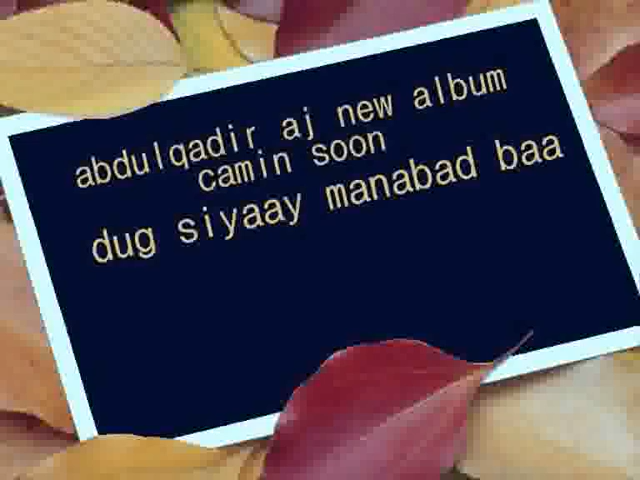 abdulqadir aj new album
camin soon
dug siyaay manabad baa